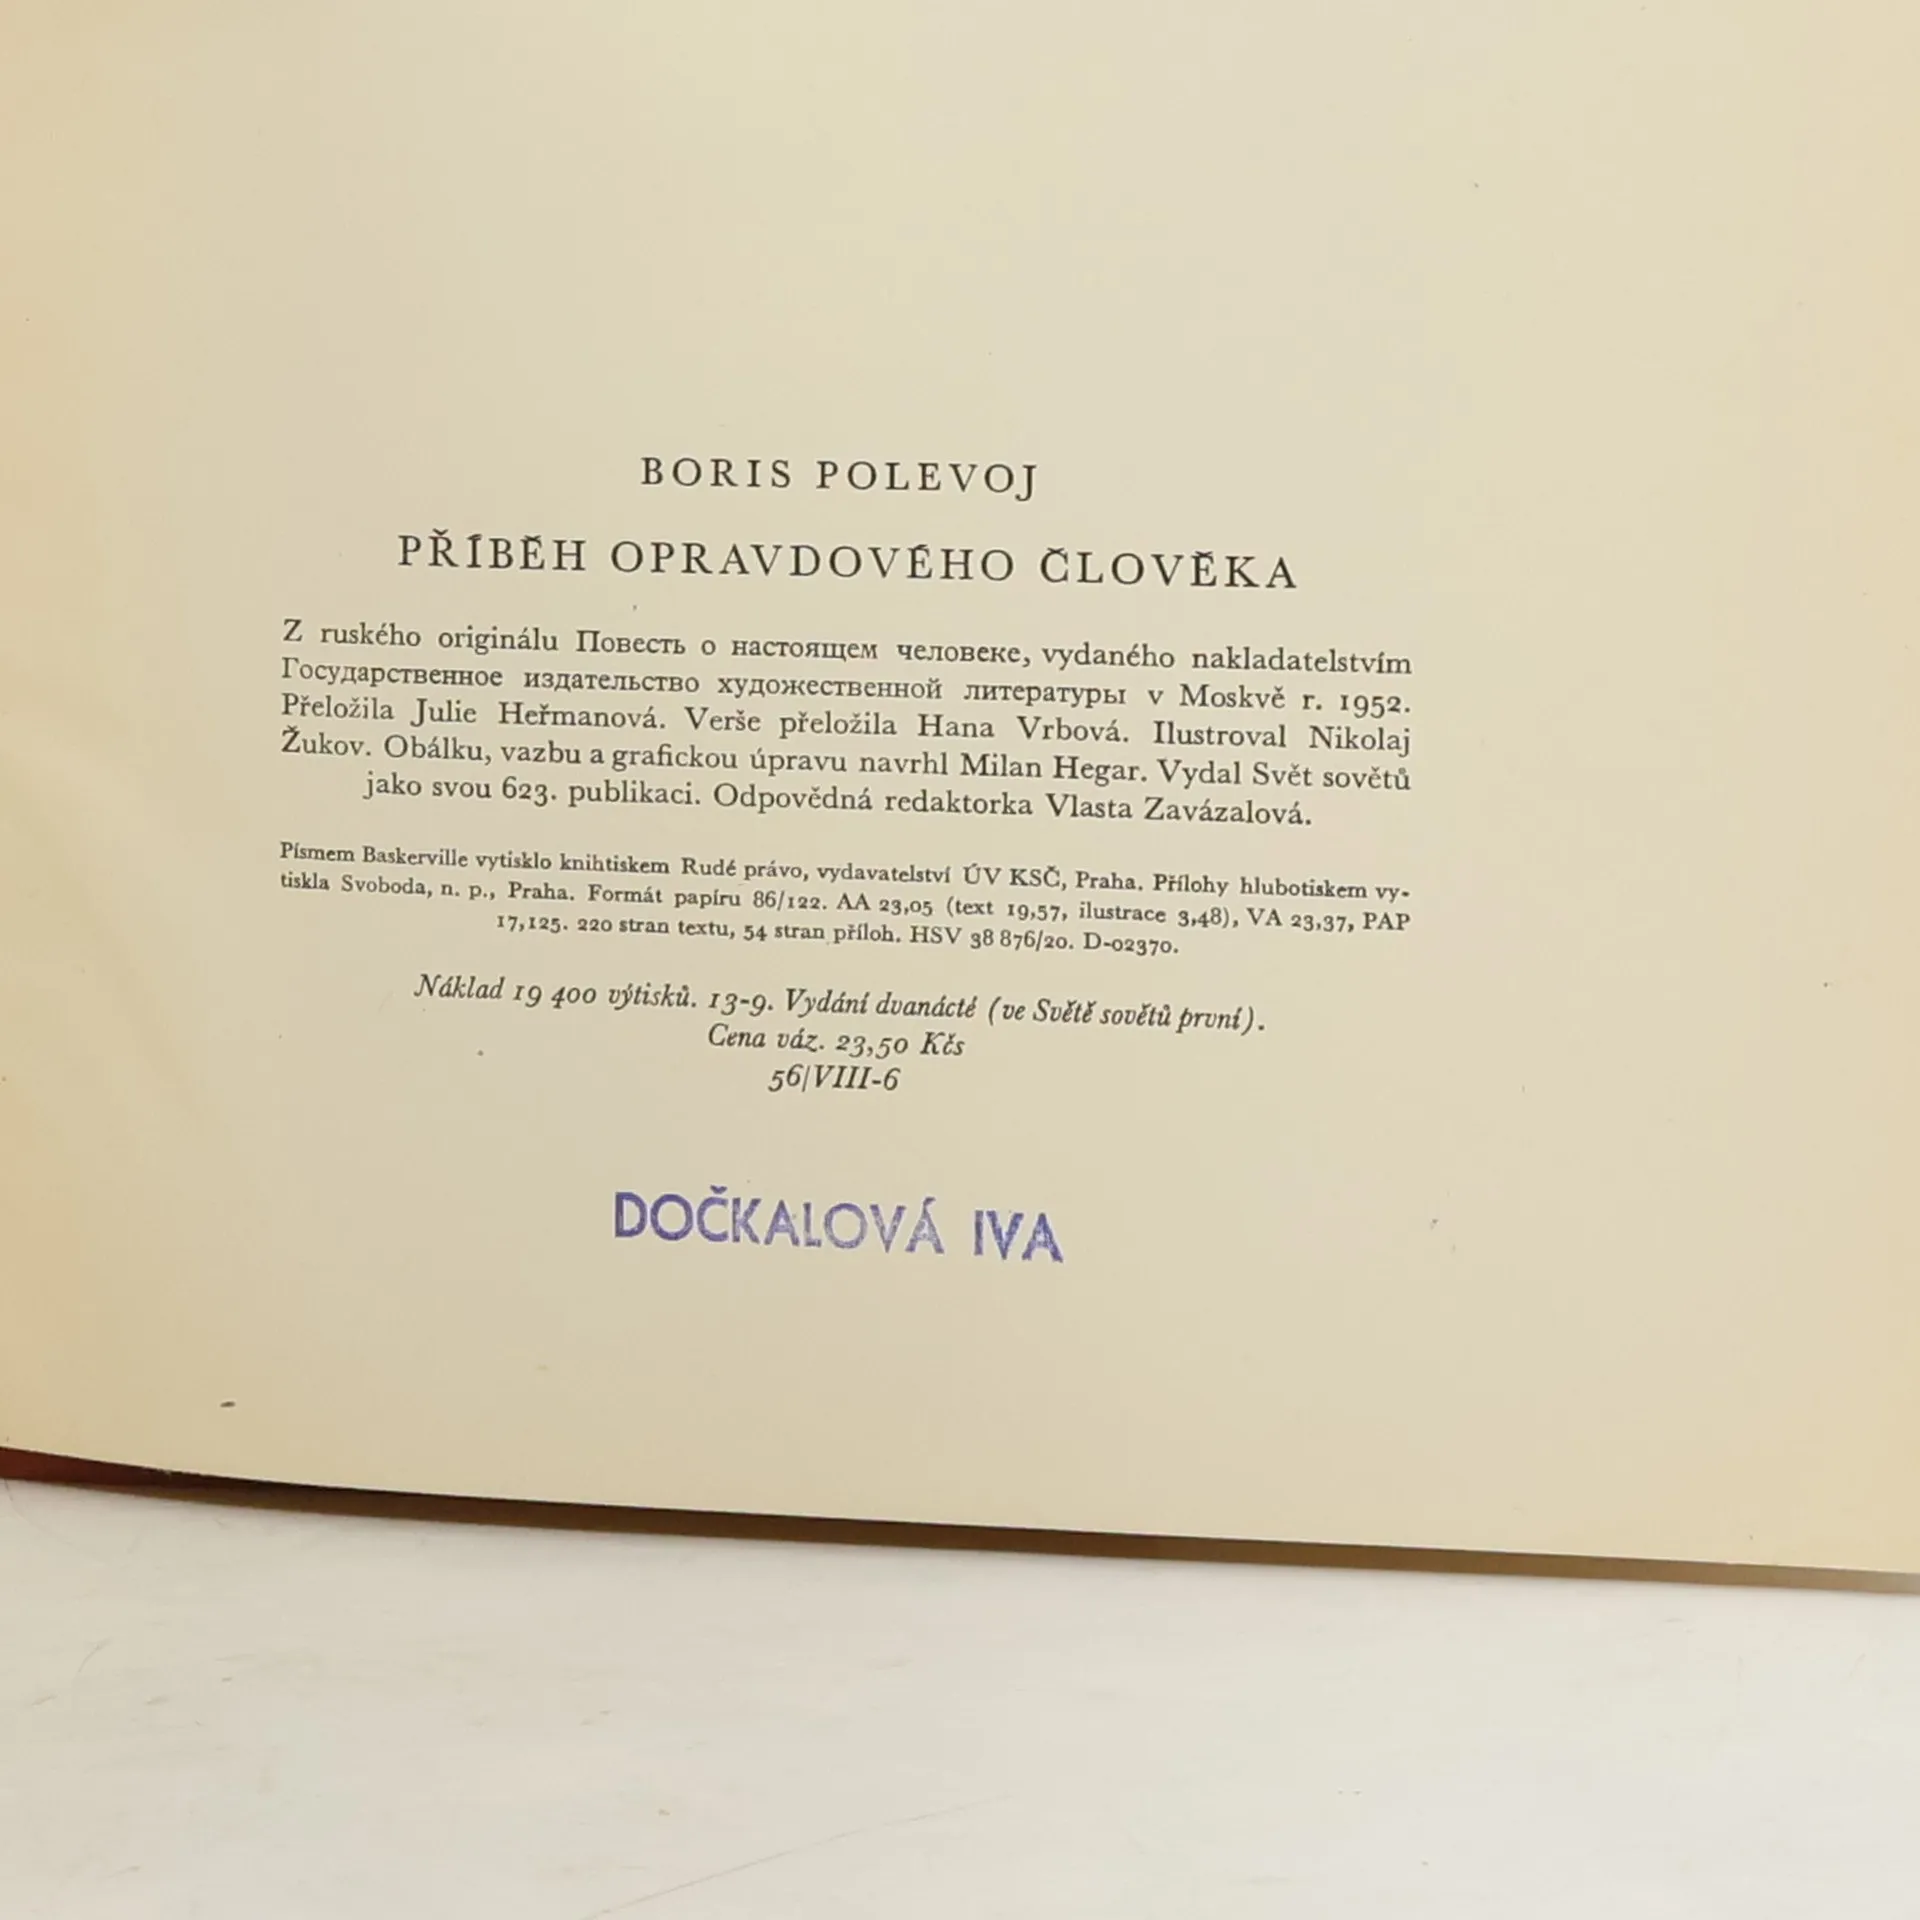 BORIS POLEVOJ
PŘÍBĚH OPRAVDOVÉHO ČLOVĚKA
Z ruského originálu Повесть о настоящем человеке, vydaného nakladatelstvím
Государственное издательство художественной литературы v Moskvě r. 1952.
Přeložila Julie Heřmanová. Verše přeložila Hana Vrbová. Ilustroval Nikolaj
Žukov. Obálku, vazbu a grafickou úpravu navrhl Milan Hegar. Vydal Svět sovětů
jako svou 623. publikaci. Odpovědná redaktorka Vlasta Zavázalová.
Písmem Baskerville vytisklo knihtiskem Rudé právo, vydavatelství ÚV KSČ, Praha. Přílohy hlubotiskem vy-
tiskla Svoboda, n. p., Praha. Formát papíru 86/122. AA 23,05 (text 19,57, ilustrace 3,48), VA 23,37, PAP
17,125. 220 stran textu, 54 stran příloh. HSV 38 876/20. D-02370.
Náklad 19 400 výtisků. 13-9. Vydání dvanácté (ve Světě sovětů první).
Cena váz. 23,50 Kčs
56/VIII-6
DOČKALOVÁ IVA